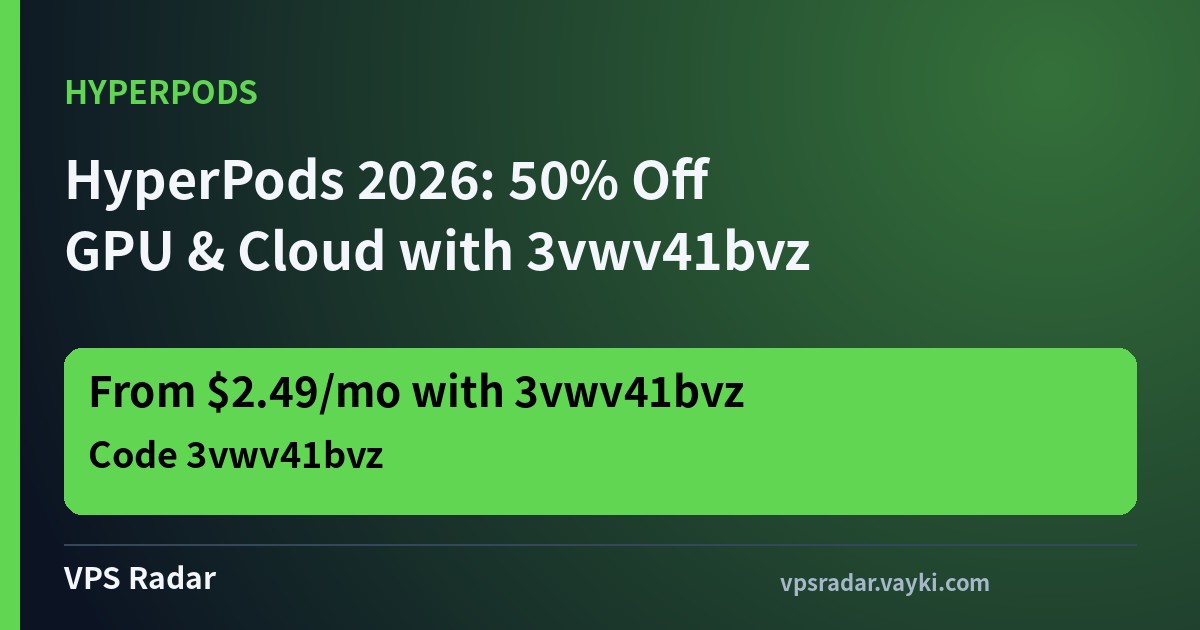 HYPERPODS
HyperPods 2026: 50% Off
GPU & Cloud with 3vwv41bvz
From $2.49/mo with 3vwv41bvz
Code 3vwv41bvz
VPS Radar
vpsradar.vayki.com